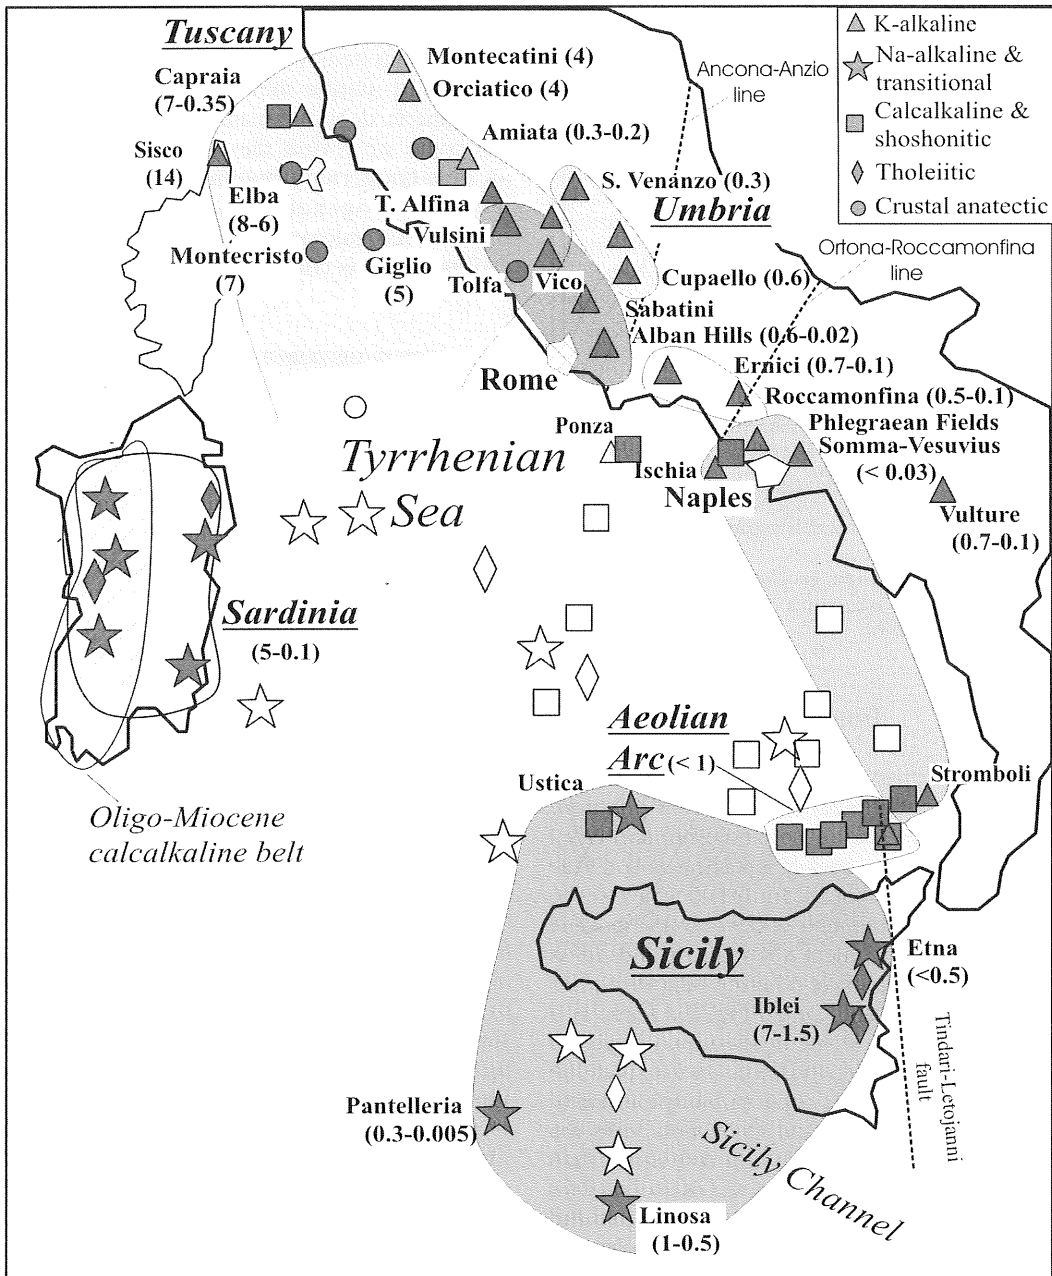 Tuscany
Capraia
(7-0.35)
Montecatini (4)
Orciatico (4)
Amiata (0.3-0.2)
Sisco
(14)
Elba
(8-6)
Montecristo
(7)
Giglio
(5)
T. Alfina
Vulsini
Tolfa
Vico
S. Venanzo (0.3)
Umbria
Cupaello (0.6)
Sabatini
Alban Hills (0.6-0.02)
Rome
Ernici (0.7-0.1)
Roccamonfina (0.5-0.1)
Phlegraean Fields
Somma-Vesuvius
(< 0.03)
Ponza
Ischia
Naples
Vulture
(0.7-0.1)
Ancona-Anzio
line
Ortona-Roccamonfina
line
K-alkaline
Na-alkaline &
transitional
Calcalkaline &
shoshonitic
Tholeiitic
Crustal anatectic
Tyrrhenian
Sea
Sardinia
(5-0.1)
Oligo-Miocene
calcalkaline belt
Aeolian
Arc (< 1)
Stromboli
Ustica
Sicily
Etna
(<0.5)
Iblei
(7-1.5)
Tindari-Letojanni
fault
Pantelleria
(0.3-0.005)
Sicily Channel
Linosa
(1-0.5)